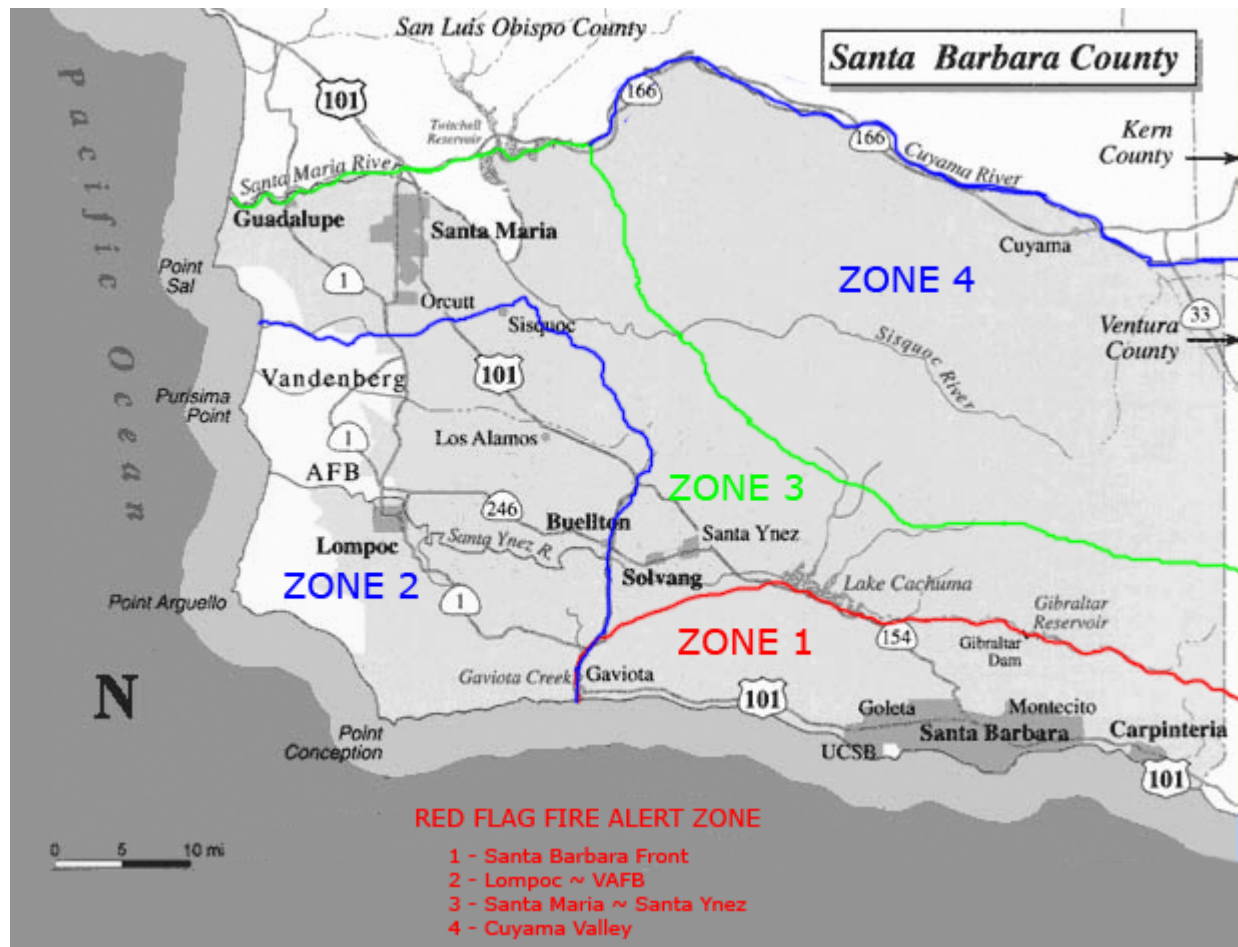 San Luis Obispo County
Santa Barbara County
Pacific Ocean
101
166
Twitchell
Reservoir
166
Kern
County
Cuyama River
Santa Maria Rive
Guadalupe
Santa Maria
Cuyama
Point
Sal
1
ZONE 4
Orcutt
Sisquoc
33
Ventura
County
Sisquoc
River
Vandenberg
101
Purisima
Point
1
Los Alamos
AFB
ZONE 3
246
Buellton
Santa Ynez
Lompoc
Santa Ynez R.
Solvang
ZONE 2
Lake Cachuma
Point Arguello
1
Gibraltar
Reservoir
ZONE 1
154
Gibraltar
Dam
N
Gaviota Creek
Gaviota
101
Goleta
Montecito
Point
Conception
Santa Barbara
Carpinteria
UCSB
101
RED FLAG FIRE ALERT ZONE
0 5 10 mi
1 - Santa Barbara Front
2 - Lompoc ~ VAFB
3 - Santa Maria ~ Santa Ynez
4 - Cuyama Valley